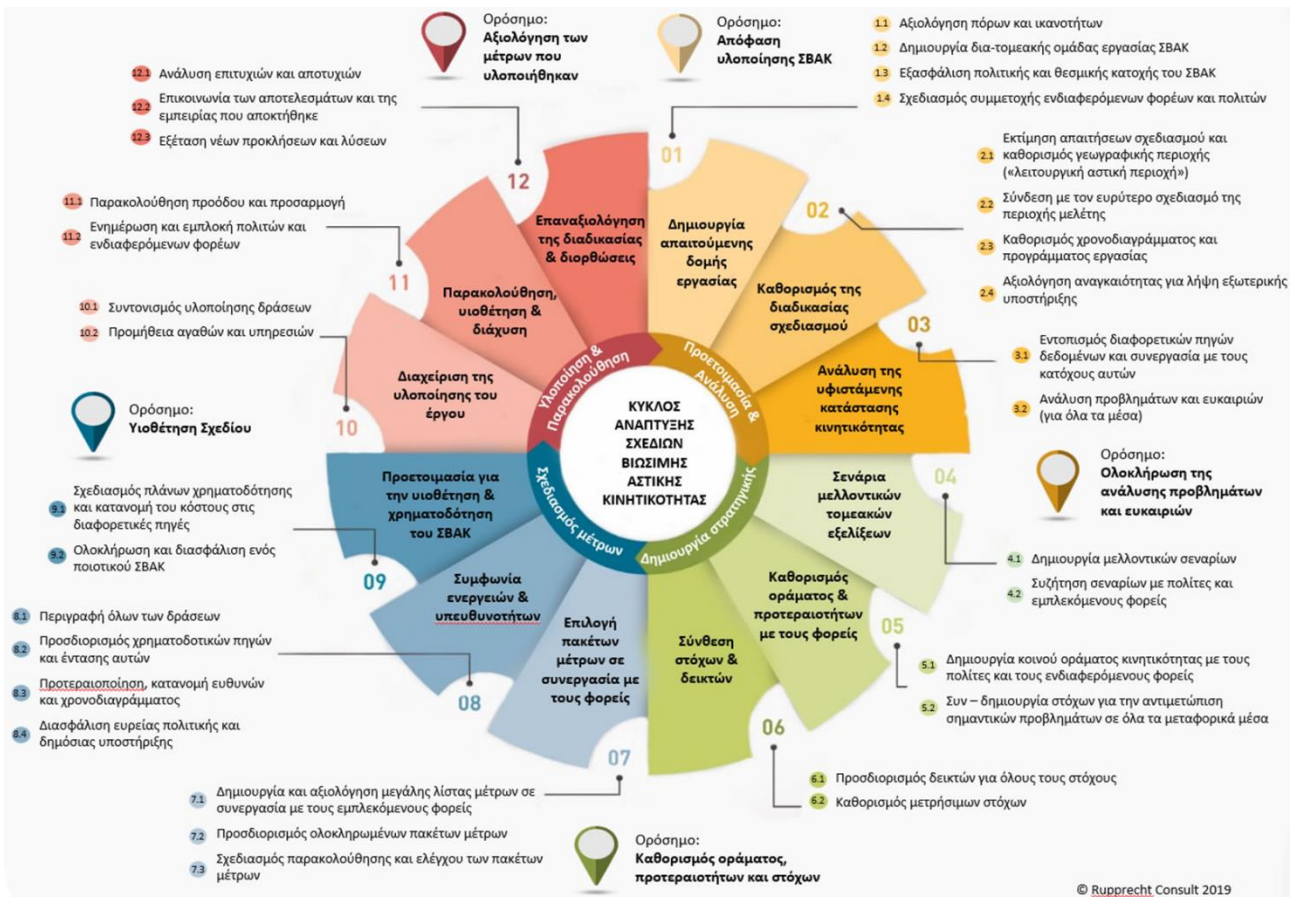 Ορόσημο:
Αξιολόγηση των
μέτρων που
υλοποιήθηκαν
Ορόσημο:
Απόφαση
υλοποίησης ΣΒΑΚ
1.1 Αξιολόγηση πόρων και ικανοτήτων
1.2 Δημιουργία δια-τομεακής ομάδας εργασίας ΣΒΑΚ
1.3 Εξασφάλιση πολιτικής και θεσμικής κατοχής του ΣΒΑΚ
1.4 Σχεδιασμός συμμετοχής ενδιαφερόμενων φορέων και πολιτών
12.1 Ανάλυση επιτυχιών και αποτυχιών
12.2 Επικοινωνία των αποτελεσμάτων και της
εμπειρίας που αποκτήθηκε
12.3 Εξέταση νέων προκλήσεων και λύσεων
2.1 Εκτίμηση απαιτήσεων σχεδιασμού και
καθορισμός γεωγραφικής περιοχής
(«λειτουργική αστική περιοχή»)
2.2 Σύνδεση με τον ευρύτερο σχεδιασμό της
περιοχής μελέτης
2.3 Καθορισμός χρονοδιαγράμματος και
προγράμματος εργασίας
2.4 Αξιολόγηση αναγκαιότητας για λήψη εξωτερικής
υποστήριξης
11.1 Παρακολούθηση προόδου και προσαρμογή
11.2 Ενημέρωση και εμπλοκή πολιτών και
ενδιαφερόμενων φορέων
10.1 Συντονισμός υλοποίησης δράσεων
10.2 Προμήθεια αγαθών και υπηρεσιών
3.1 Εντοπισμός διαφορετικών πηγών
δεδομένων και συνεργασία με τους
κατόχους αυτών
3.2 Ανάλυση προβλημάτων και ευκαιριών
(για όλα τα μέσα)
01
Δημιουργία
απαιτούμενης
δομής
εργασίας
02
Καθορισμός της
διαδικασίας
σχεδιασμού
03
Ανάλυση της
υφιστάμενης
κατάστασης
κινητικότητας
04
Σενάρια
μελλοντικών
τομεακών
εξελίξεων
05
Καθορισμός
οράματος &
προτεραιοτήτων
με τους φορείς
06
Σύνθεση
στόχων &
δεικτών
07
Επιλογή
πακέτων
μέτρων σε
συνεργασία με
τους φορείς
08
Συμφωνία
ενεργειών &
υπευθυνοτήτων
09
Προετοιμασία για
την υιοθέτηση &
χρηματοδότηση
του ΣΒΑΚ
10
Διαχείριση της
υλοποίησης του
έργου
11
Παρακολούθηση,
υιοθέτηση &
διάχυση
12
Επαναξιολόγηση
της διαδικασίας
& διορθώσεις
Προετοιμασία &
Ανάλυση
Δημιουργία στρατηγικής
Σχεδιασμός μέτρων
Υλοποίηση &
Παρακολούθηση
ΚΥΚΛΟΣ
ΑΝΑΠΤΥΞΗΣ
ΣΧΕΔΙΩΝ
ΒΙΩΣΙΜΗΣ
ΑΣΤΙΚΗΣ
ΚΙΝΗΤΙΚΟΤΗΤΑΣ
Ορόσημο:
Υιοθέτηση Σχεδίου
Ορόσημο:
Ολοκλήρωση της
ανάλυσης προβλημάτων
και ευκαιριών
9.1 Σχεδιασμός πλάνων χρηματοδότησης
και κατανομή του κόστους στις
διαφορετικές πηγές
9.2 Ολοκλήρωση και διασφάλιση ενός
ποιοτικού ΣΒΑΚ
4.1 Δημιουργία μελλοντικών σεναρίων
4.2 Συζήτηση σεναρίων με πολίτες και
εμπλεκόμενους φορείς
8.1 Περιγραφή όλων των δράσεων
8.2 Προσδιορισμός χρηματοδοτικών πηγών
και έντασης αυτών
8.3 Προτεραιοποίηση, κατανομή ευθυνών
και χρονοδιαγράμματος
8.4 Διασφάλιση ευρείας πολιτικής και
δημόσιας υποστήριξης
5.1 Δημιουργία κοινού οράματος κινητικότητας με τους
πολίτες και τους ενδιαφερόμενους φορείς
5.2 Συν – δημιουργία στόχων για την αντιμετώπιση
σημαντικών προβλημάτων σε όλα τα μεταφορικά μέσα
6.1 Προσδιορισμός δεικτών για όλους τους στόχους
6.2 Καθορισμός μετρήσιμων στόχων
7.1 Δημιουργία και αξιολόγηση μεγάλης λίστας μέτρων σε
συνεργασία με τους εμπλεκόμενους φορείς
7.2 Προσδιορισμός ολοκληρωμένων πακέτων μέτρων
7.3 Σχεδιασμός παρακολούθησης και ελέγχου των πακέτων
μέτρων
Ορόσημο:
Καθορισμός οράματος,
προτεραιοτήτων και στόχων
© Rupprecht Consult 2019